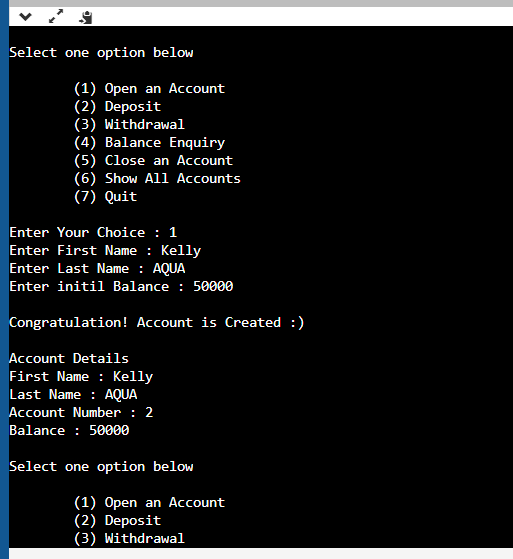 Select one option below
(1) Open an Account
(2) Deposit
(3) Withdrawal
(4) Balance Enquiry
(5) Close an Account
(6) Show All Accounts
(7) Quit
Enter Your Choice : 1
Enter First Name : Kelly
Enter Last Name : AQUA
Enter initil Balance : 50000
Congratulation! Account is Created :)
Account Details
First Name : Kelly
Last Name : AQUA
Account Number : 2
Balance : 50000
Select one option below
(1) Open an Account
(2) Deposit
(3) Withdrawal